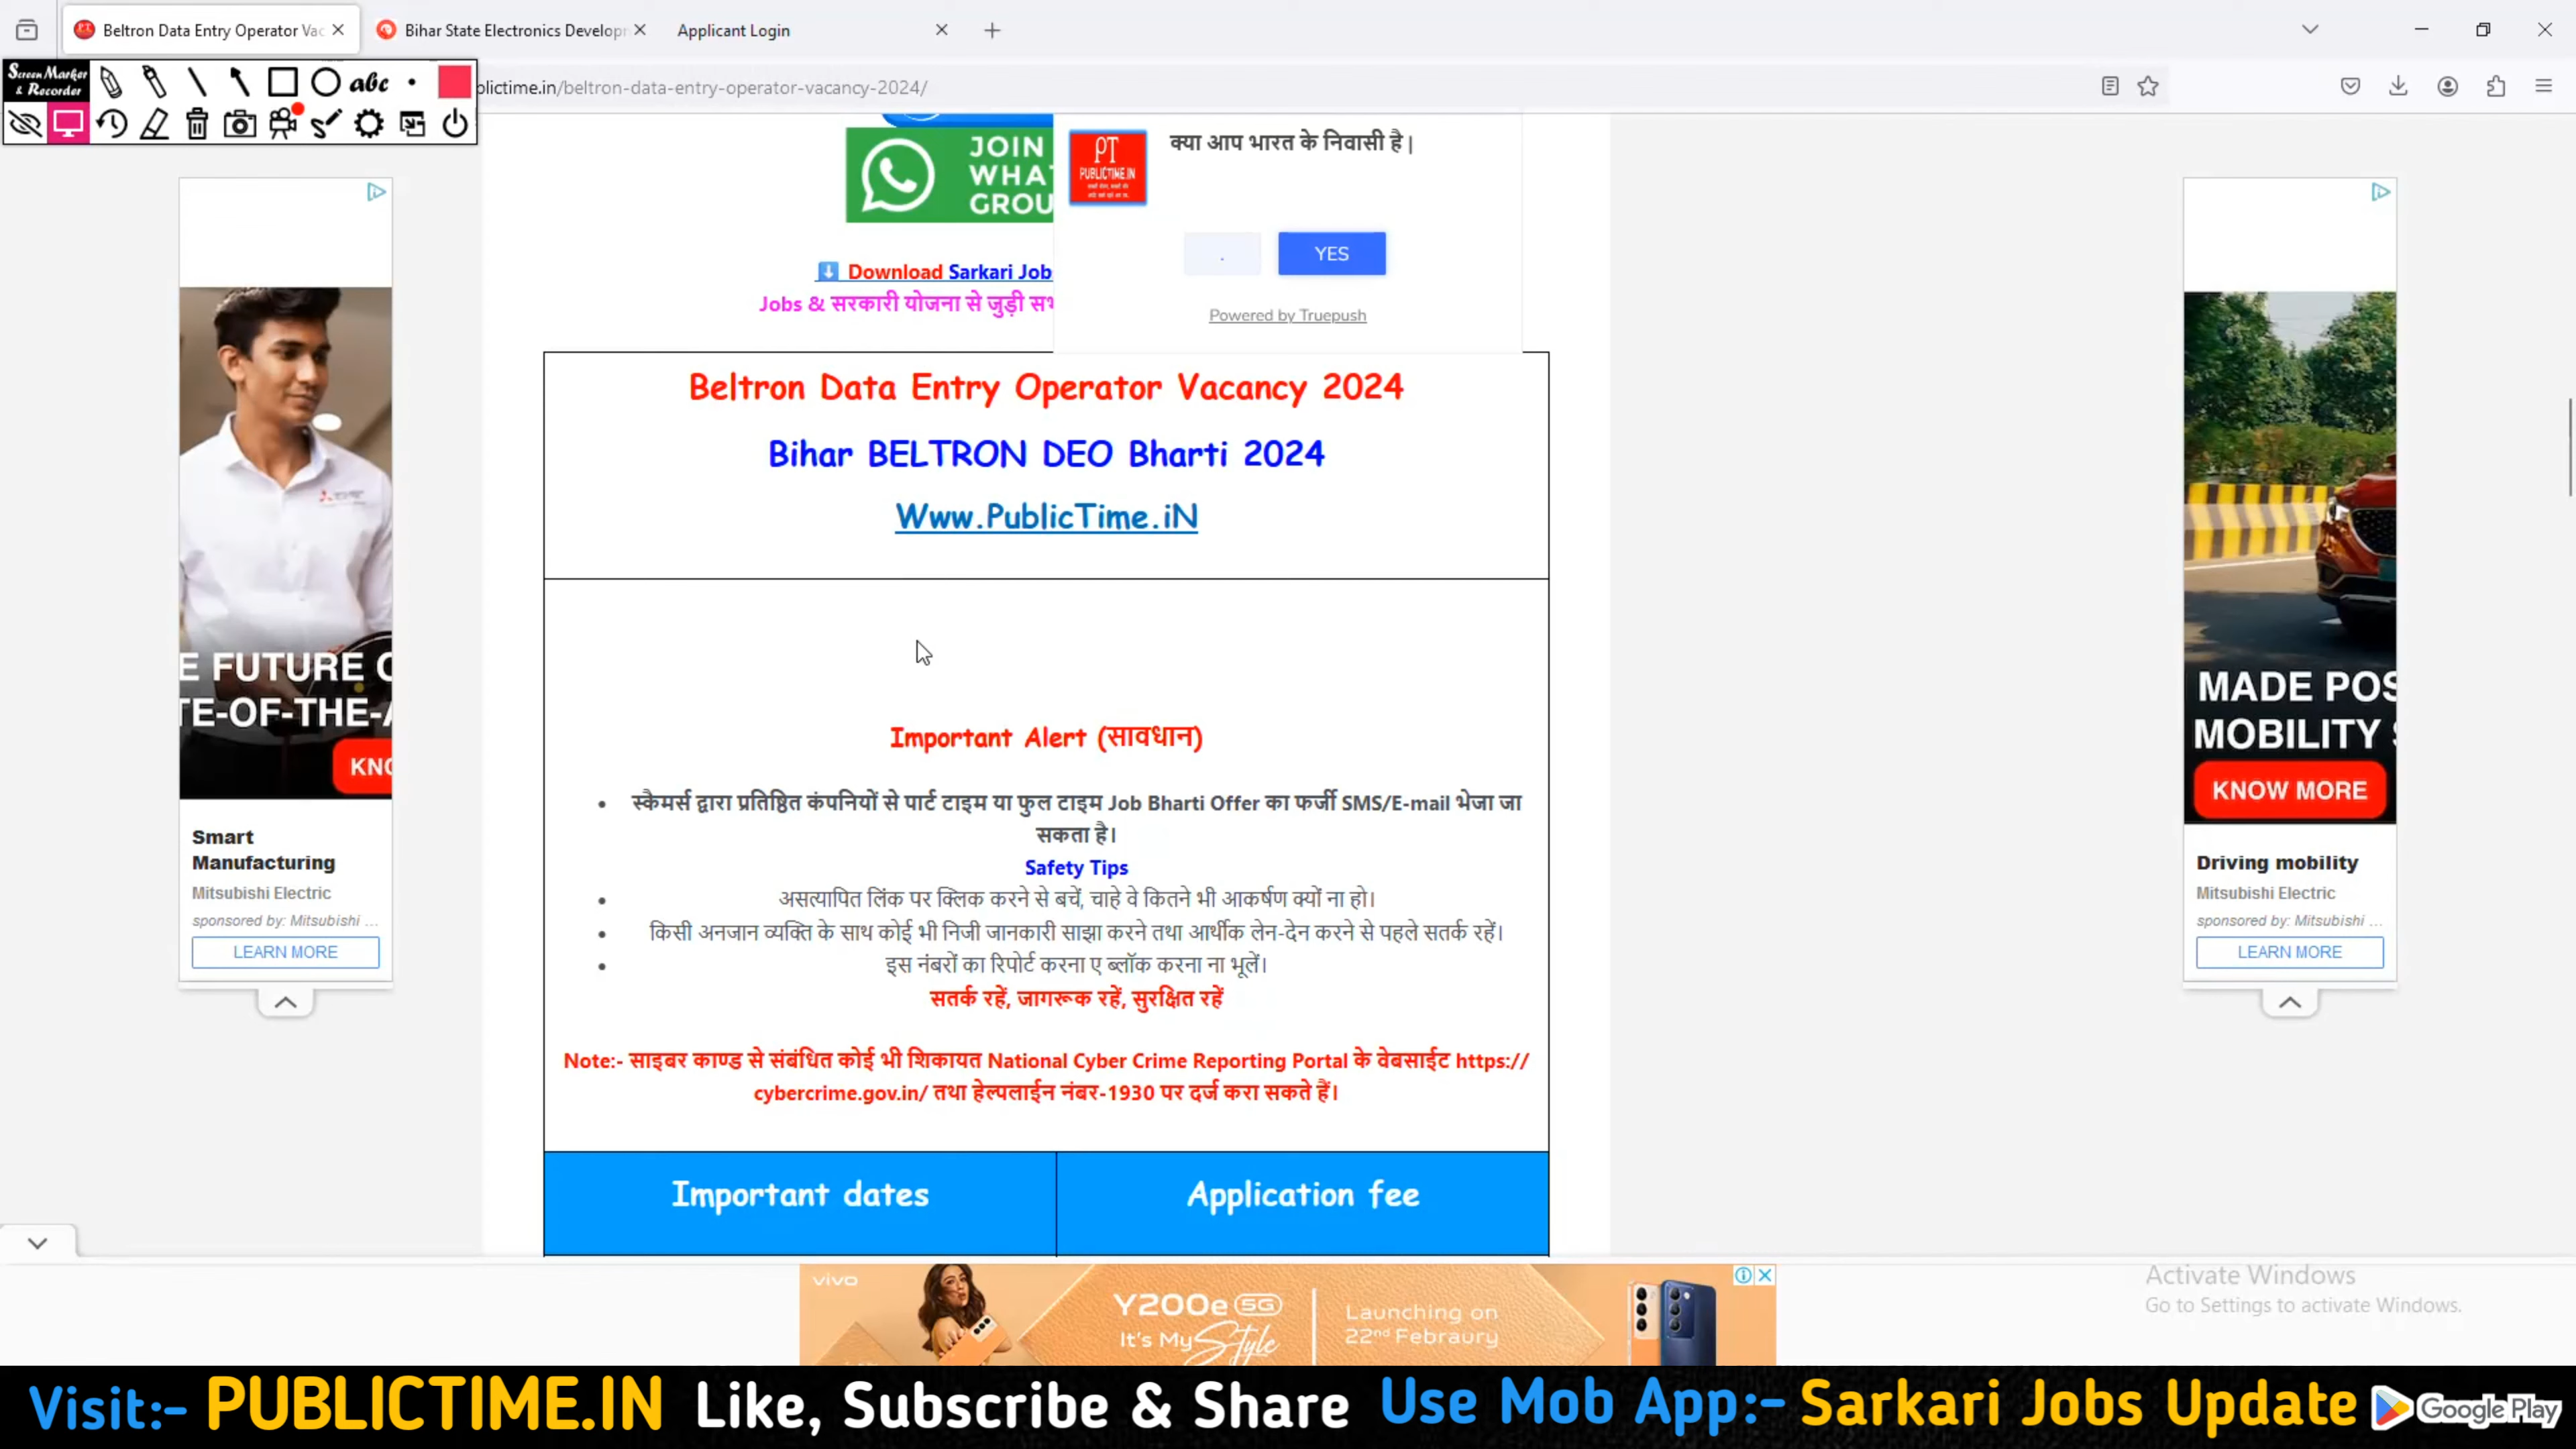 Beltron Data Entry Operator Vac
Bihar State Electronics Develop
Applicant Login
Screen Marker
& Recorder
abc
blictime.in/beltron-data-entry-operator-vacancy-2024/
JOIN
WHAT
GROU
PT
PUBLICTIME.IN
क्या आप भारत के निवासी है।
.
YES
Powered by Truepush
Download Sarkari Job
Jobs & सरकारी योजना से जुड़ी सभ
Beltron Data Entry Operator Vacancy 2024
Bihar BELTRON DEO Bharti 2024
Www.PublicTime.iN
Important Alert (सावधान)
स्कैमर्स द्वारा प्रतिष्ठित कंपनियों से पार्ट टाइम या फुल टाइम Job Bharti Offer का फर्जी SMS/E-mail भेजा जा
सकता है।
Safety Tips
असत्यापित लिंक पर क्लिक करने से बचें, चाहे वे कितने भी आकर्षण क्यों ना हो।
किसी अनजान व्यक्ति के साथ कोई भी निजी जानकारी साझा करने तथा आर्थीक लेन-देन करने से पहले सतर्क रहें।
इस नंबरों का रिपोर्ट करना ए ब्लॉक करना ना भूलें।
सतर्क रहें, जागरूक रहें, सुरक्षित रहें
Note:- साइबर काण्ड से संबंधित कोई भी शिकायत National Cyber Crime Reporting Portal के वेबसाईट https://
cybercrime.gov.in/ तथा हेल्पलाईन नंबर-1930 पर दर्ज करा सकते हैं।
Important dates
Application fee
E FUTURE O
TE-OF-THE-A
KNO
Smart
Manufacturing
Mitsubishi Electric
sponsored by: Mitsubishi ...
LEARN MORE
MADE POS
MOBILITY S
KNOW MORE
Driving mobility
Mitsubishi Electric
sponsored by: Mitsubishi ...
LEARN MORE
vivo
Y200e 5G
It's My Style
Launching on
22nd Febraury
Activate Windows
Go to Settings to activate Windows.
Visit:- PUBLICTIME.IN Like, Subscribe & Share Use Mob App:- Sarkari Jobs Update Google Play